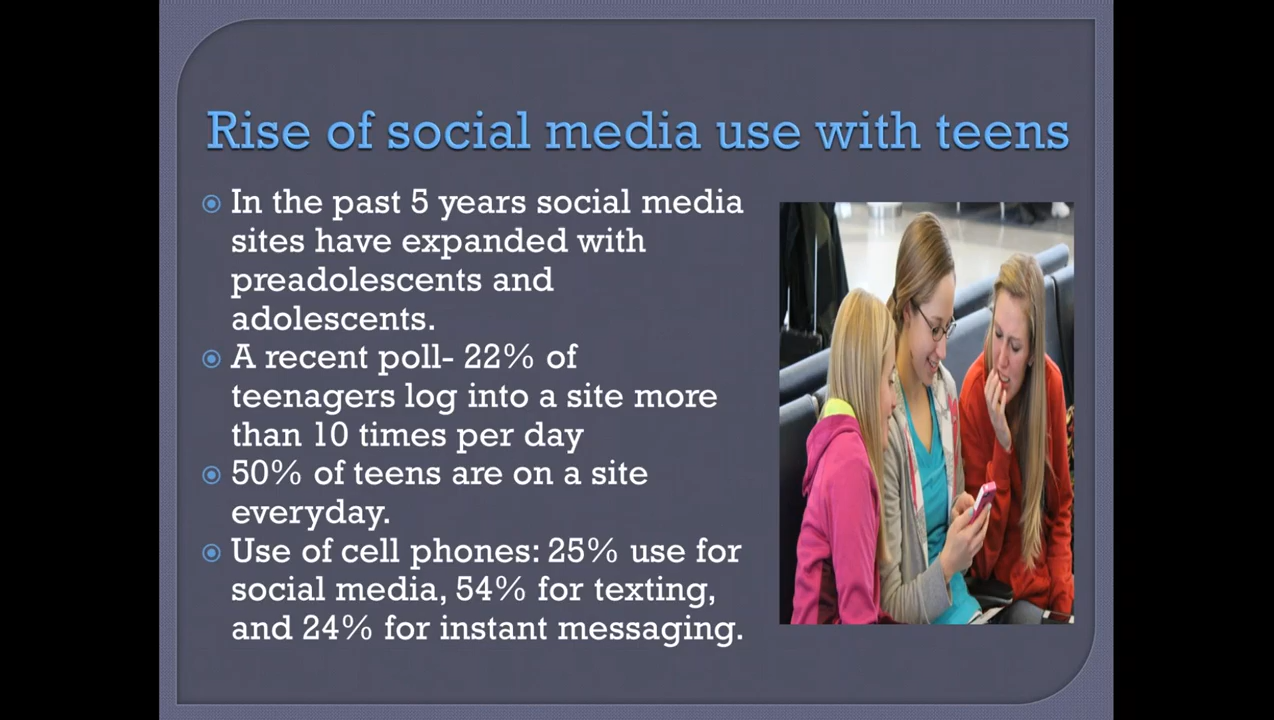 Rise of social media use with teens
In the past 5 years social media
sites have expanded with
preadolescents and
adolescents.
A recent poll- 22% of
teenagers log into a site more
than 10 times per day
50% of teens are on a site
everyday.
Use of cell phones: 25% use for
social media, 54% for texting,
and 24% for instant messaging.